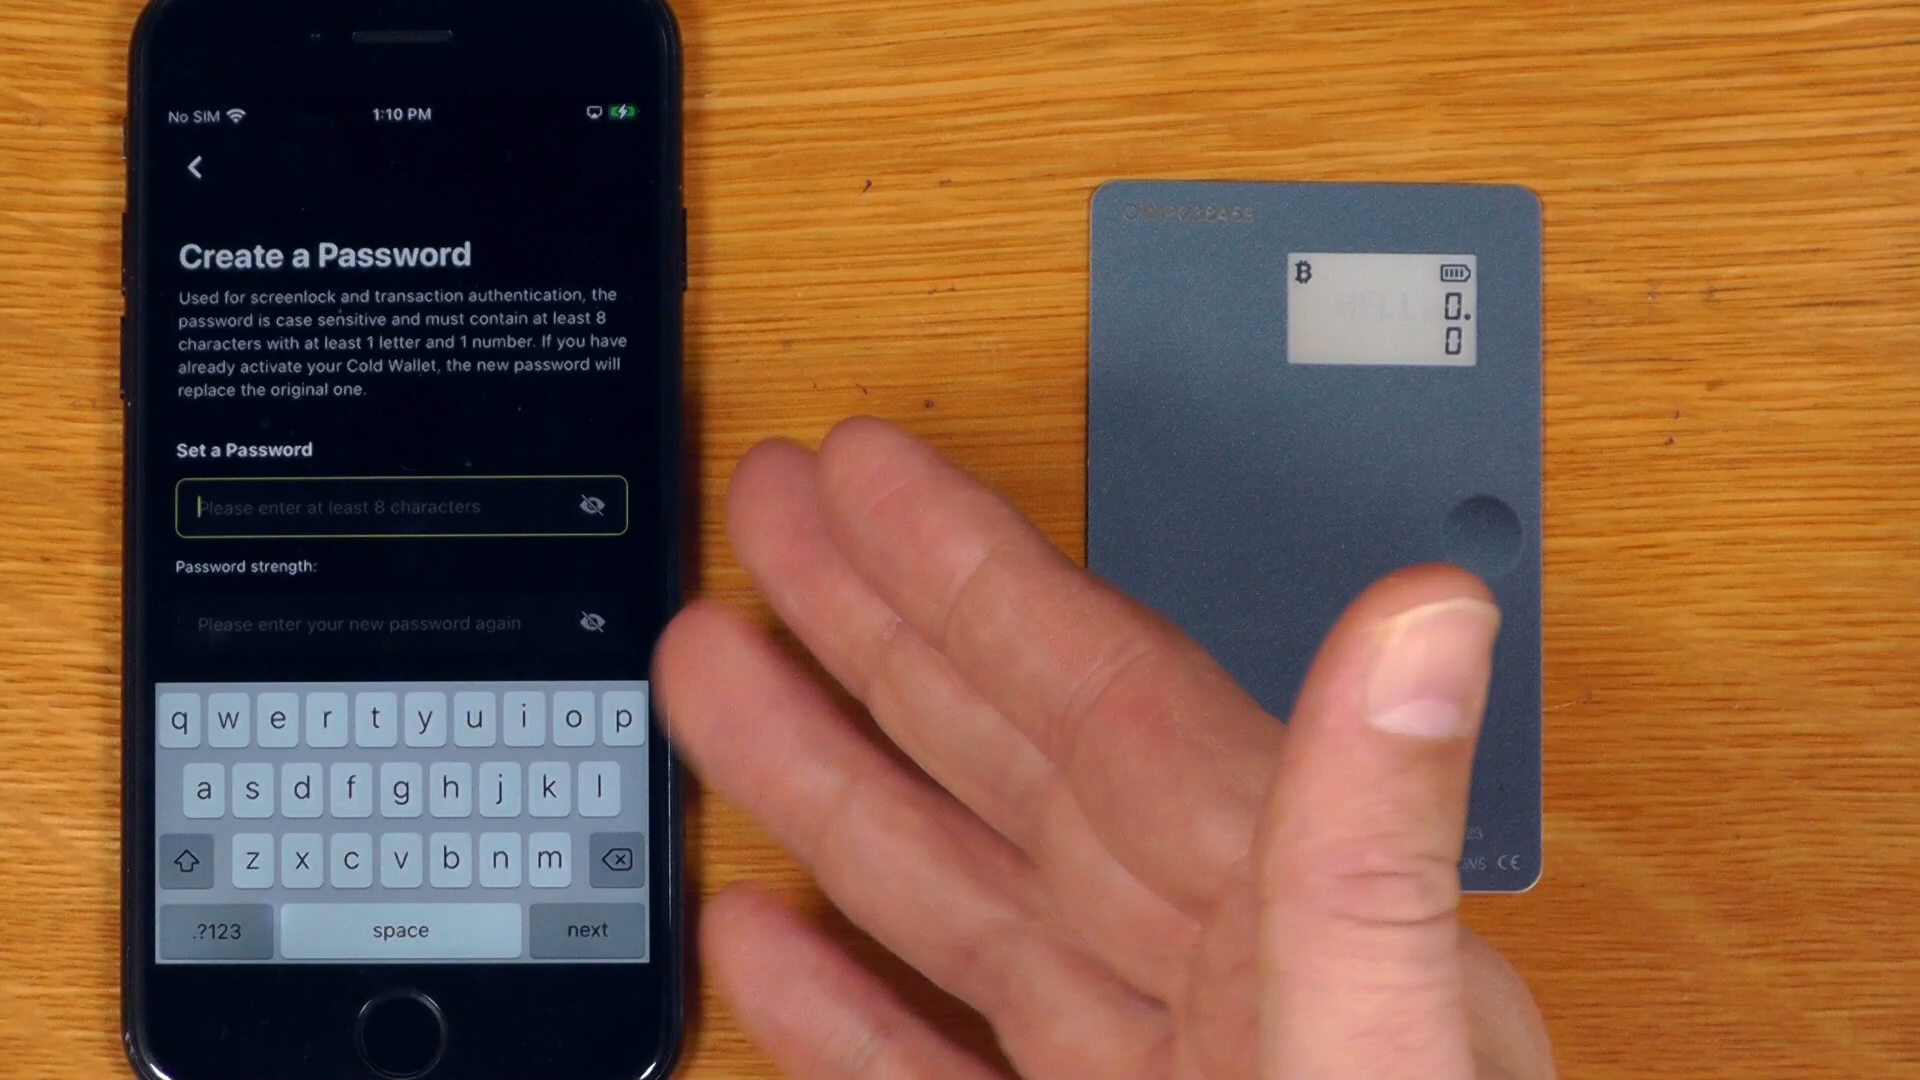 No SIM
1:10 PM
Create a Password
Used for screenlock and transaction authentication, the
password is case sensitive and must contain at least 8
characters with at least 1 letter and 1 number. If you have
already activate your Cold Wallet, the new password will
replace the original one.
Set a Password
Please enter at least 8 characters
Password strength:
Please enter your new password again
q w e r t y u i o p
a s d f g h j k l
z x c v b n m
.?123 space next
₿
0.
0
23
CE